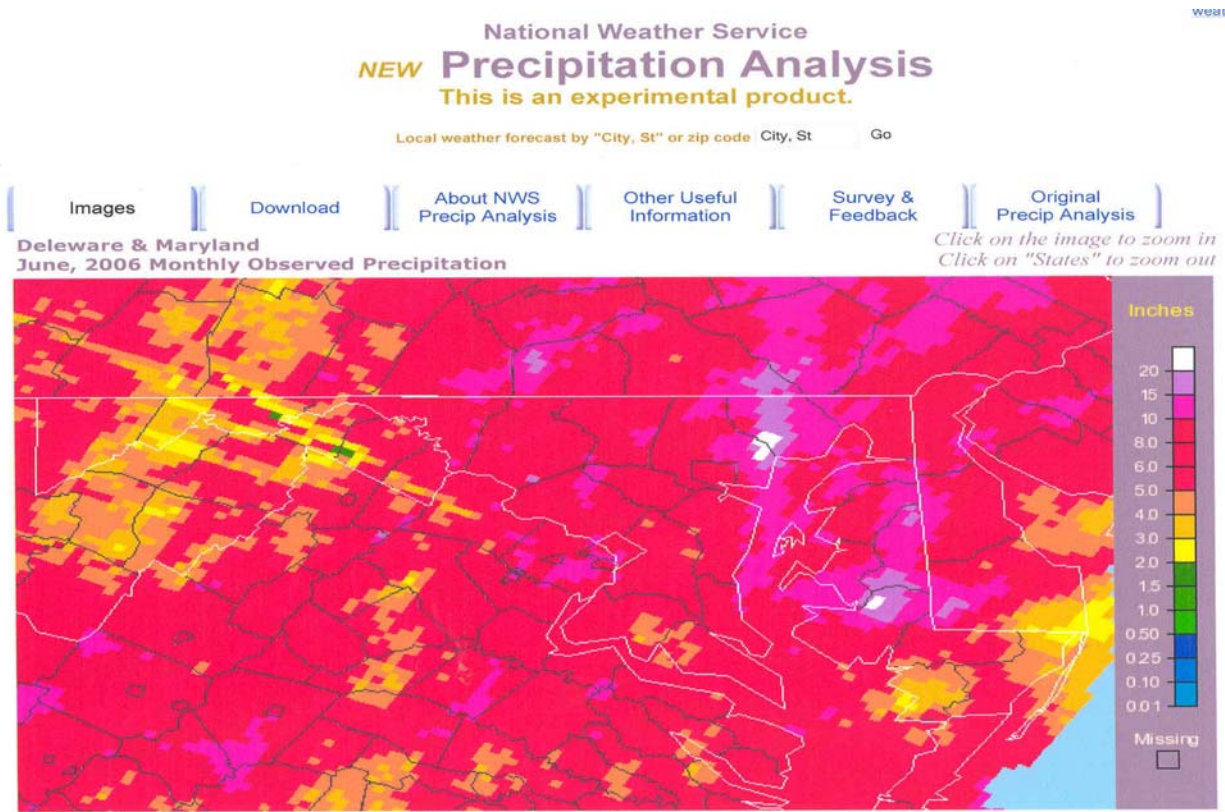 National Weather Service
NEW Precipitation Analysis
This is an experimental product.
Local weather forecast by "City, St" or zip code City, St Go
Images
Download
About NWS
Precip Analysis
Other Useful
Information
Survey &
Feedback
Original
Precip Analysis
Deleware & Maryland
June, 2006 Monthly Observed Precipitation
Click on the image to zoom in
Click on "States" to zoom out
Inches
20
15
10
8.0
6.0
5.0
4.0
3.0
2.0
1.5
1.0
0.50
0.25
0.10
0.01
Missing